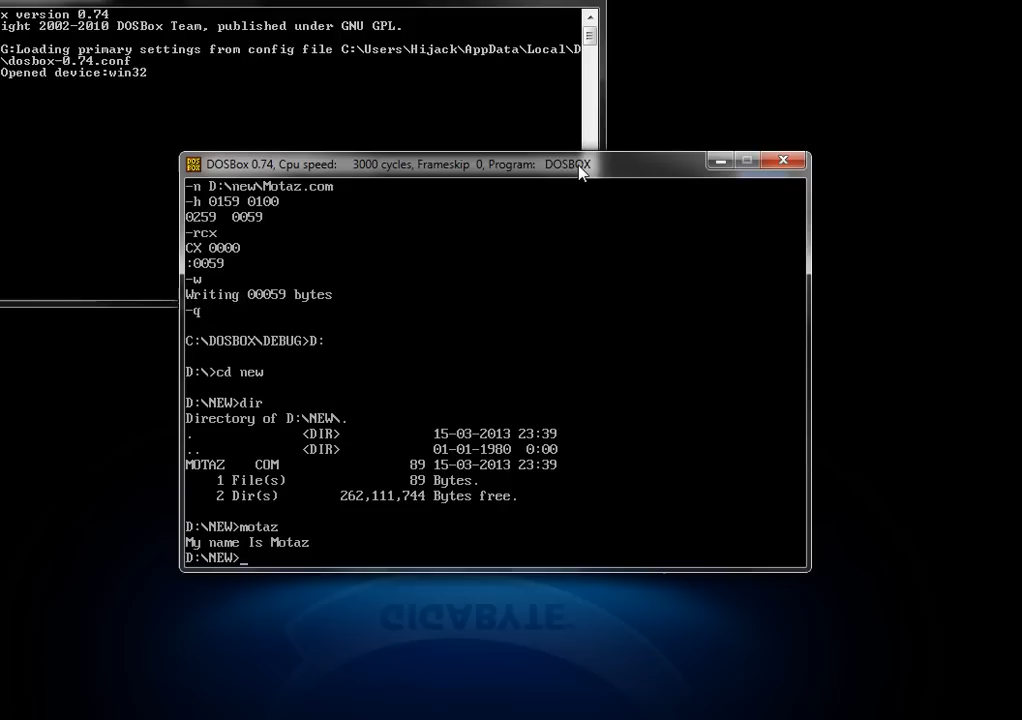 x version 0.74
ight 2002-2010 DOSBox Team, published under GNU GPL.
G:Loading primary settings from config file C:\Users\Hijack\AppData\Local\D
\dosbox-0.74.conf
Opened device:win32
DOS BOX DOSBox 0.74, Cpu speed: 3000 cycles, Frameskip 0, Program: DOSBOX
-n D:\new\Motaz.com
-h 0159 0100
0259 0059
-rcx
CX 0000
:0059
-w
Writing 00059 bytes
-q
C:\DOSBOX\DEBUG>D:
D:\>cd new
D:\NEW>dir
Directory of D:\NEW\.
. <DIR> 15-03-2013 23:39
.. <DIR> 01-01-1980 0:00
MOTAZ COM 89 15-03-2013 23:39
1 File(s) 89 Bytes.
2 Dir(s) 262,111,744 Bytes free.
D:\NEW>motaz
My name Is Motaz
D:\NEW>_
GIGABYTE